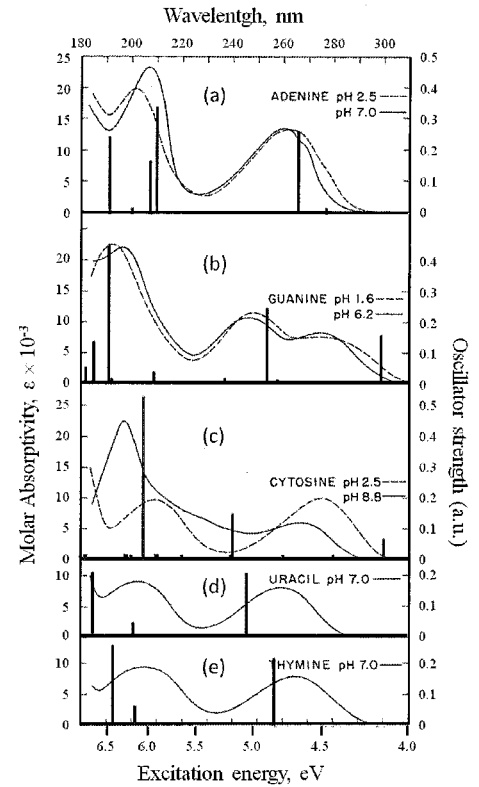 Wavelentgh, nm
180 200 220 240 260 300
25 0.5
(a)
ADENINE pH 2.5
20 0.4
pH 7.0
15 0.3
10 0.2
5 0.1
0 0
(b)
20 0.4
GUANINE pH 1.6
15 0.3
pH 6.2
10 0.2
5 0.1
0 0
25 0.5
(c)
20 0.4
15 0.3
CYTOSINE pH 2.5
pH 8.8
10 0.2
5 0.1
0 0
10 (d) URACIL pH 7.0 0.2
5 0.1
0 0
(e) THYMINE pH 7.0
10 0.2
5 0.1
0 0
6.5 6.0 5.5 5.0 4.5 4.0
Excitation energy, eV
Molar Absorptivity, ε × 10⁻³
Oscillator strength (a.u.)